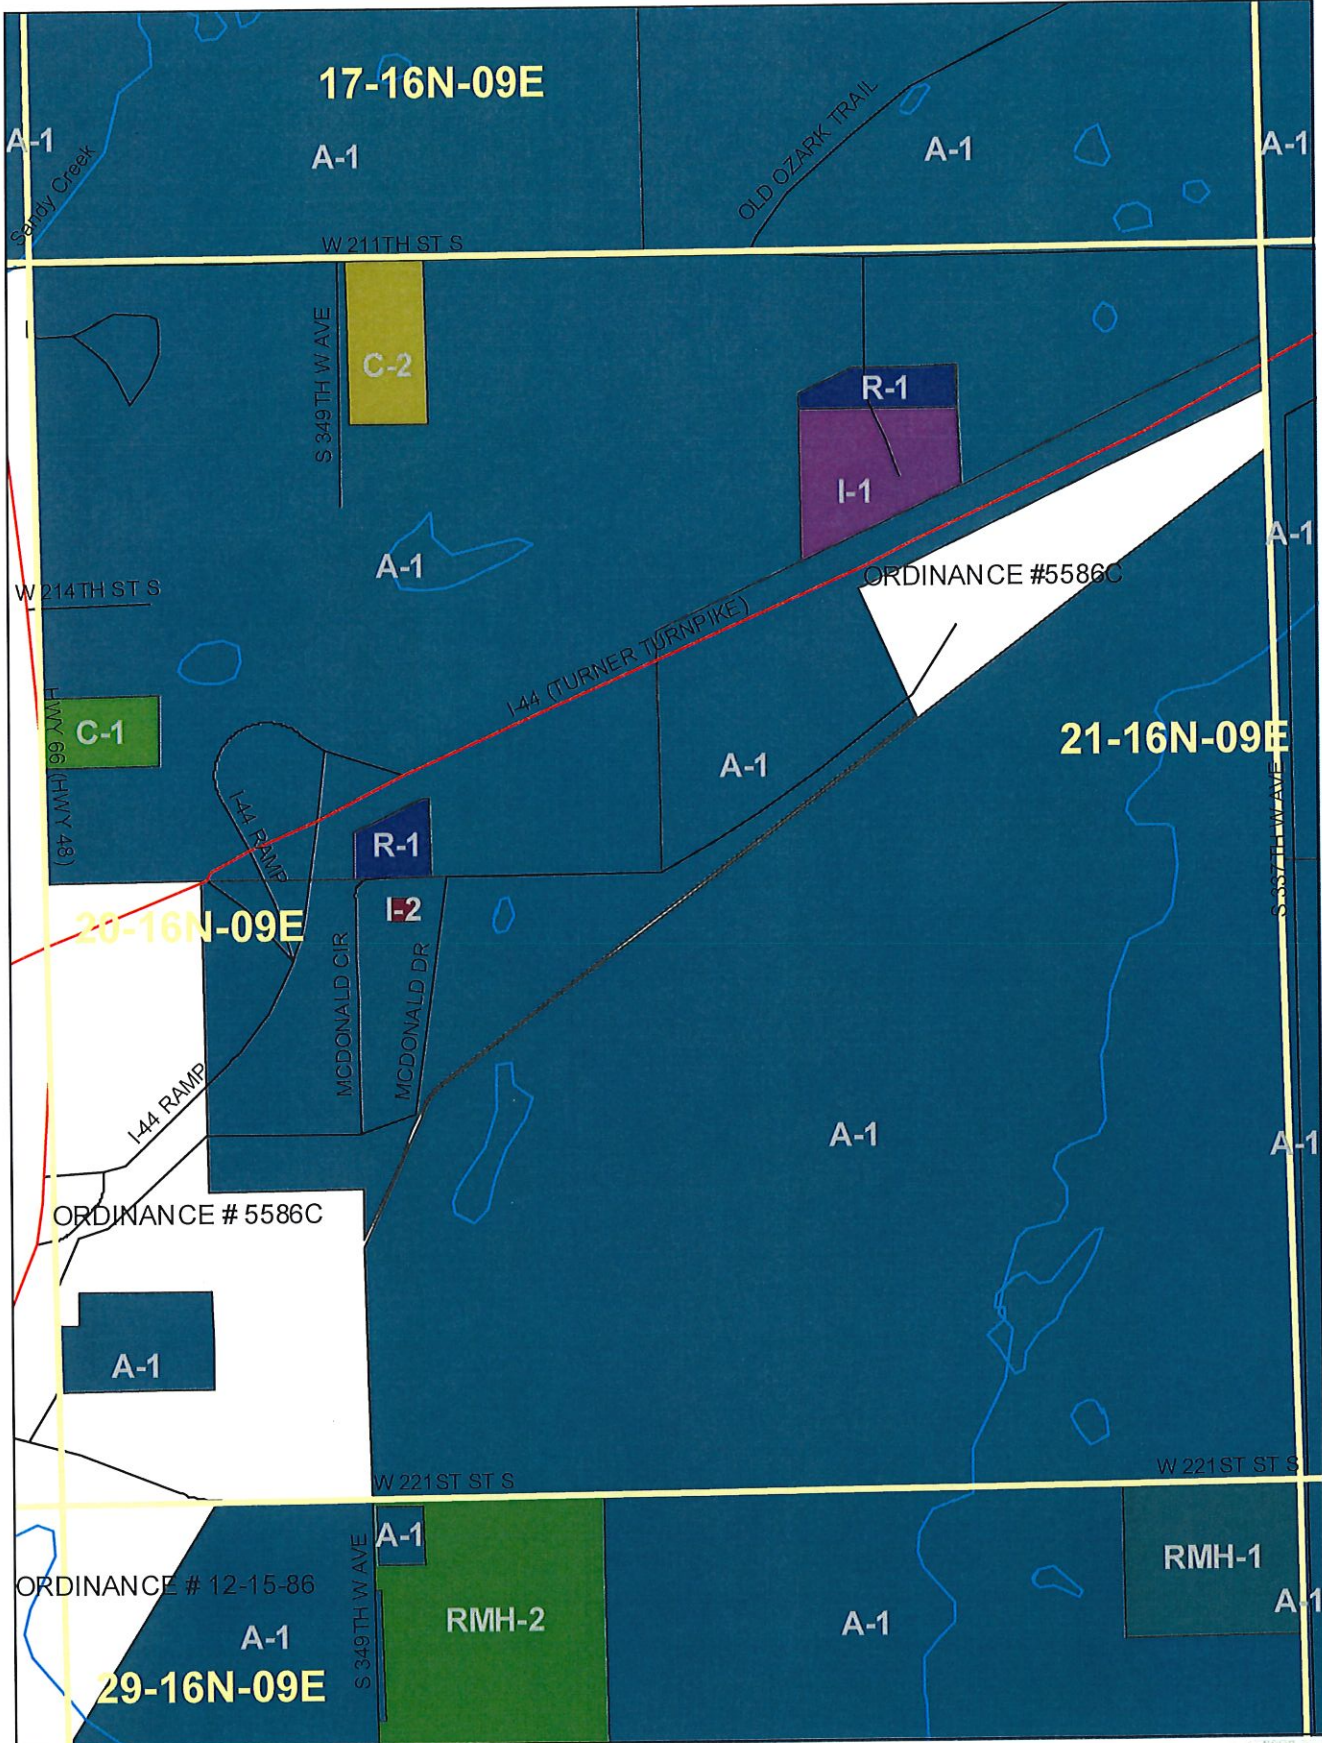 17-16N-09E
A-1
A-1
A-1
A-1
Sandy Creek
OLD OZARK TRAIL
W 211TH ST S
S 349TH W AVE
C-2
R-1
I-1
A-1
A-1
W 214TH ST S
ORDINANCE #5586C
I-44 (TURNER TURNPIKE)
HWY 66 (HWY 48)
C-1
21-16N-09E
A-1
I-44 RAMP
R-1
S 337TH W AVE
I-2
20-16N-09E
MCDONALD CIR
MCDONALD DR
I-44 RAMP
A-1
A-1
ORDINANCE # 5586C
A-1
W 221ST ST S
W 221ST ST S
A-1
S 349TH W AVE
RMH-1
ORDINANCE # 12-15-86
A-1
RMH-2
A-1
A-1
29-16N-09E